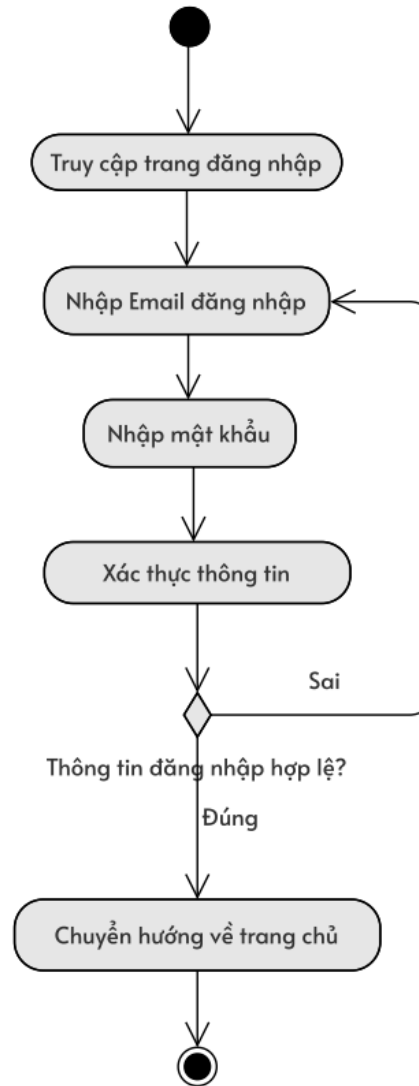 Truy cập trang đăng nhập
Nhập Email đăng nhập
Nhập mật khẩu
Xác thực thông tin
Sai
Thông tin đăng nhập hợp lệ?
Đúng
Chuyển hướng về trang chủ